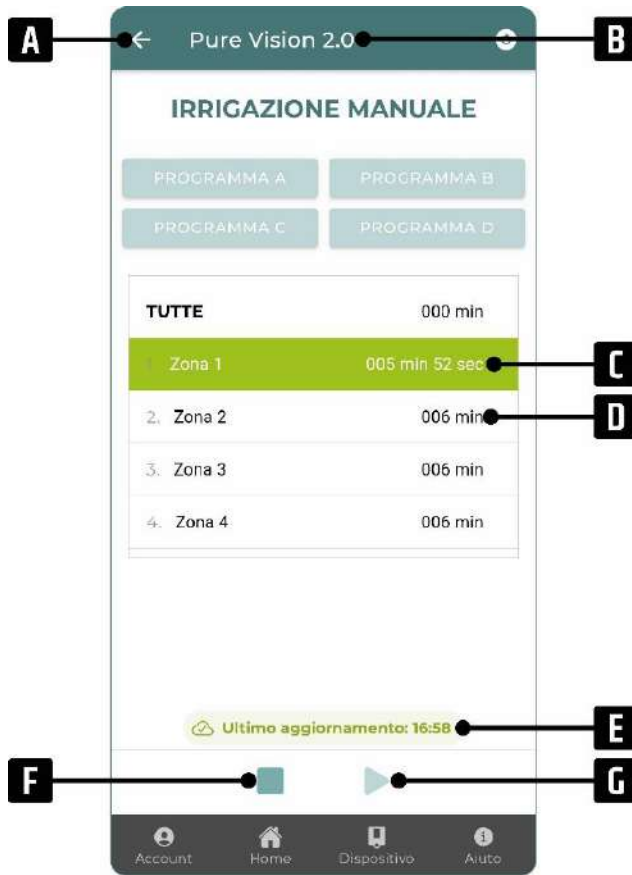 A
Pure Vision 2.0
B
IRRIGAZIONE MANUALE
PROGRAMMA A
PROGRAMMA B
PROGRAMMA C
PROGRAMMA D
TUTTE 000 min
1. Zona 1 005 min 52 sec
C
2. Zona 2 006 min
D
3. Zona 3 006 min
4. Zona 4 006 min
Ultimo aggiornamento: 16:58
E
F
G
Account Home Dispositivo Aiuto